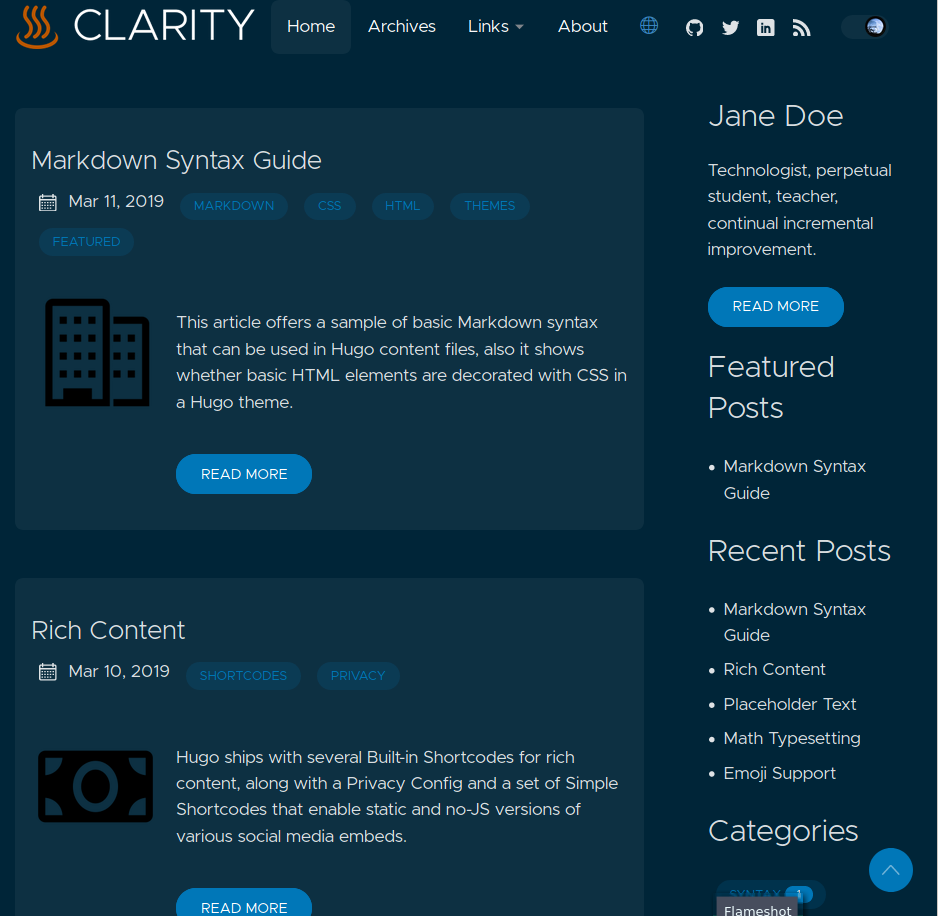 CLARITY
Home
Archives
Links
About
Markdown Syntax Guide
Mar 11, 2019
MARKDOWN
CSS
HTML
THEMES
FEATURED
This article offers a sample of basic Markdown syntax
that can be used in Hugo content files, also it shows
whether basic HTML elements are decorated with CSS in
a Hugo theme.
READ MORE
Rich Content
Mar 10, 2019
SHORTCODES
PRIVACY
Hugo ships with several Built-in Shortcodes for rich
content, along with a Privacy Config and a set of Simple
Shortcodes that enable static and no-JS versions of
various social media embeds.
READ MORE
Jane Doe
Technologist, perpetual
student, teacher,
continual incremental
improvement.
READ MORE
Featured
Posts
Markdown Syntax
Guide
Recent Posts
Markdown Syntax
Guide
Rich Content
Placeholder Text
Math Typesetting
Emoji Support
Categories
SYNTAX 1
Flameshot